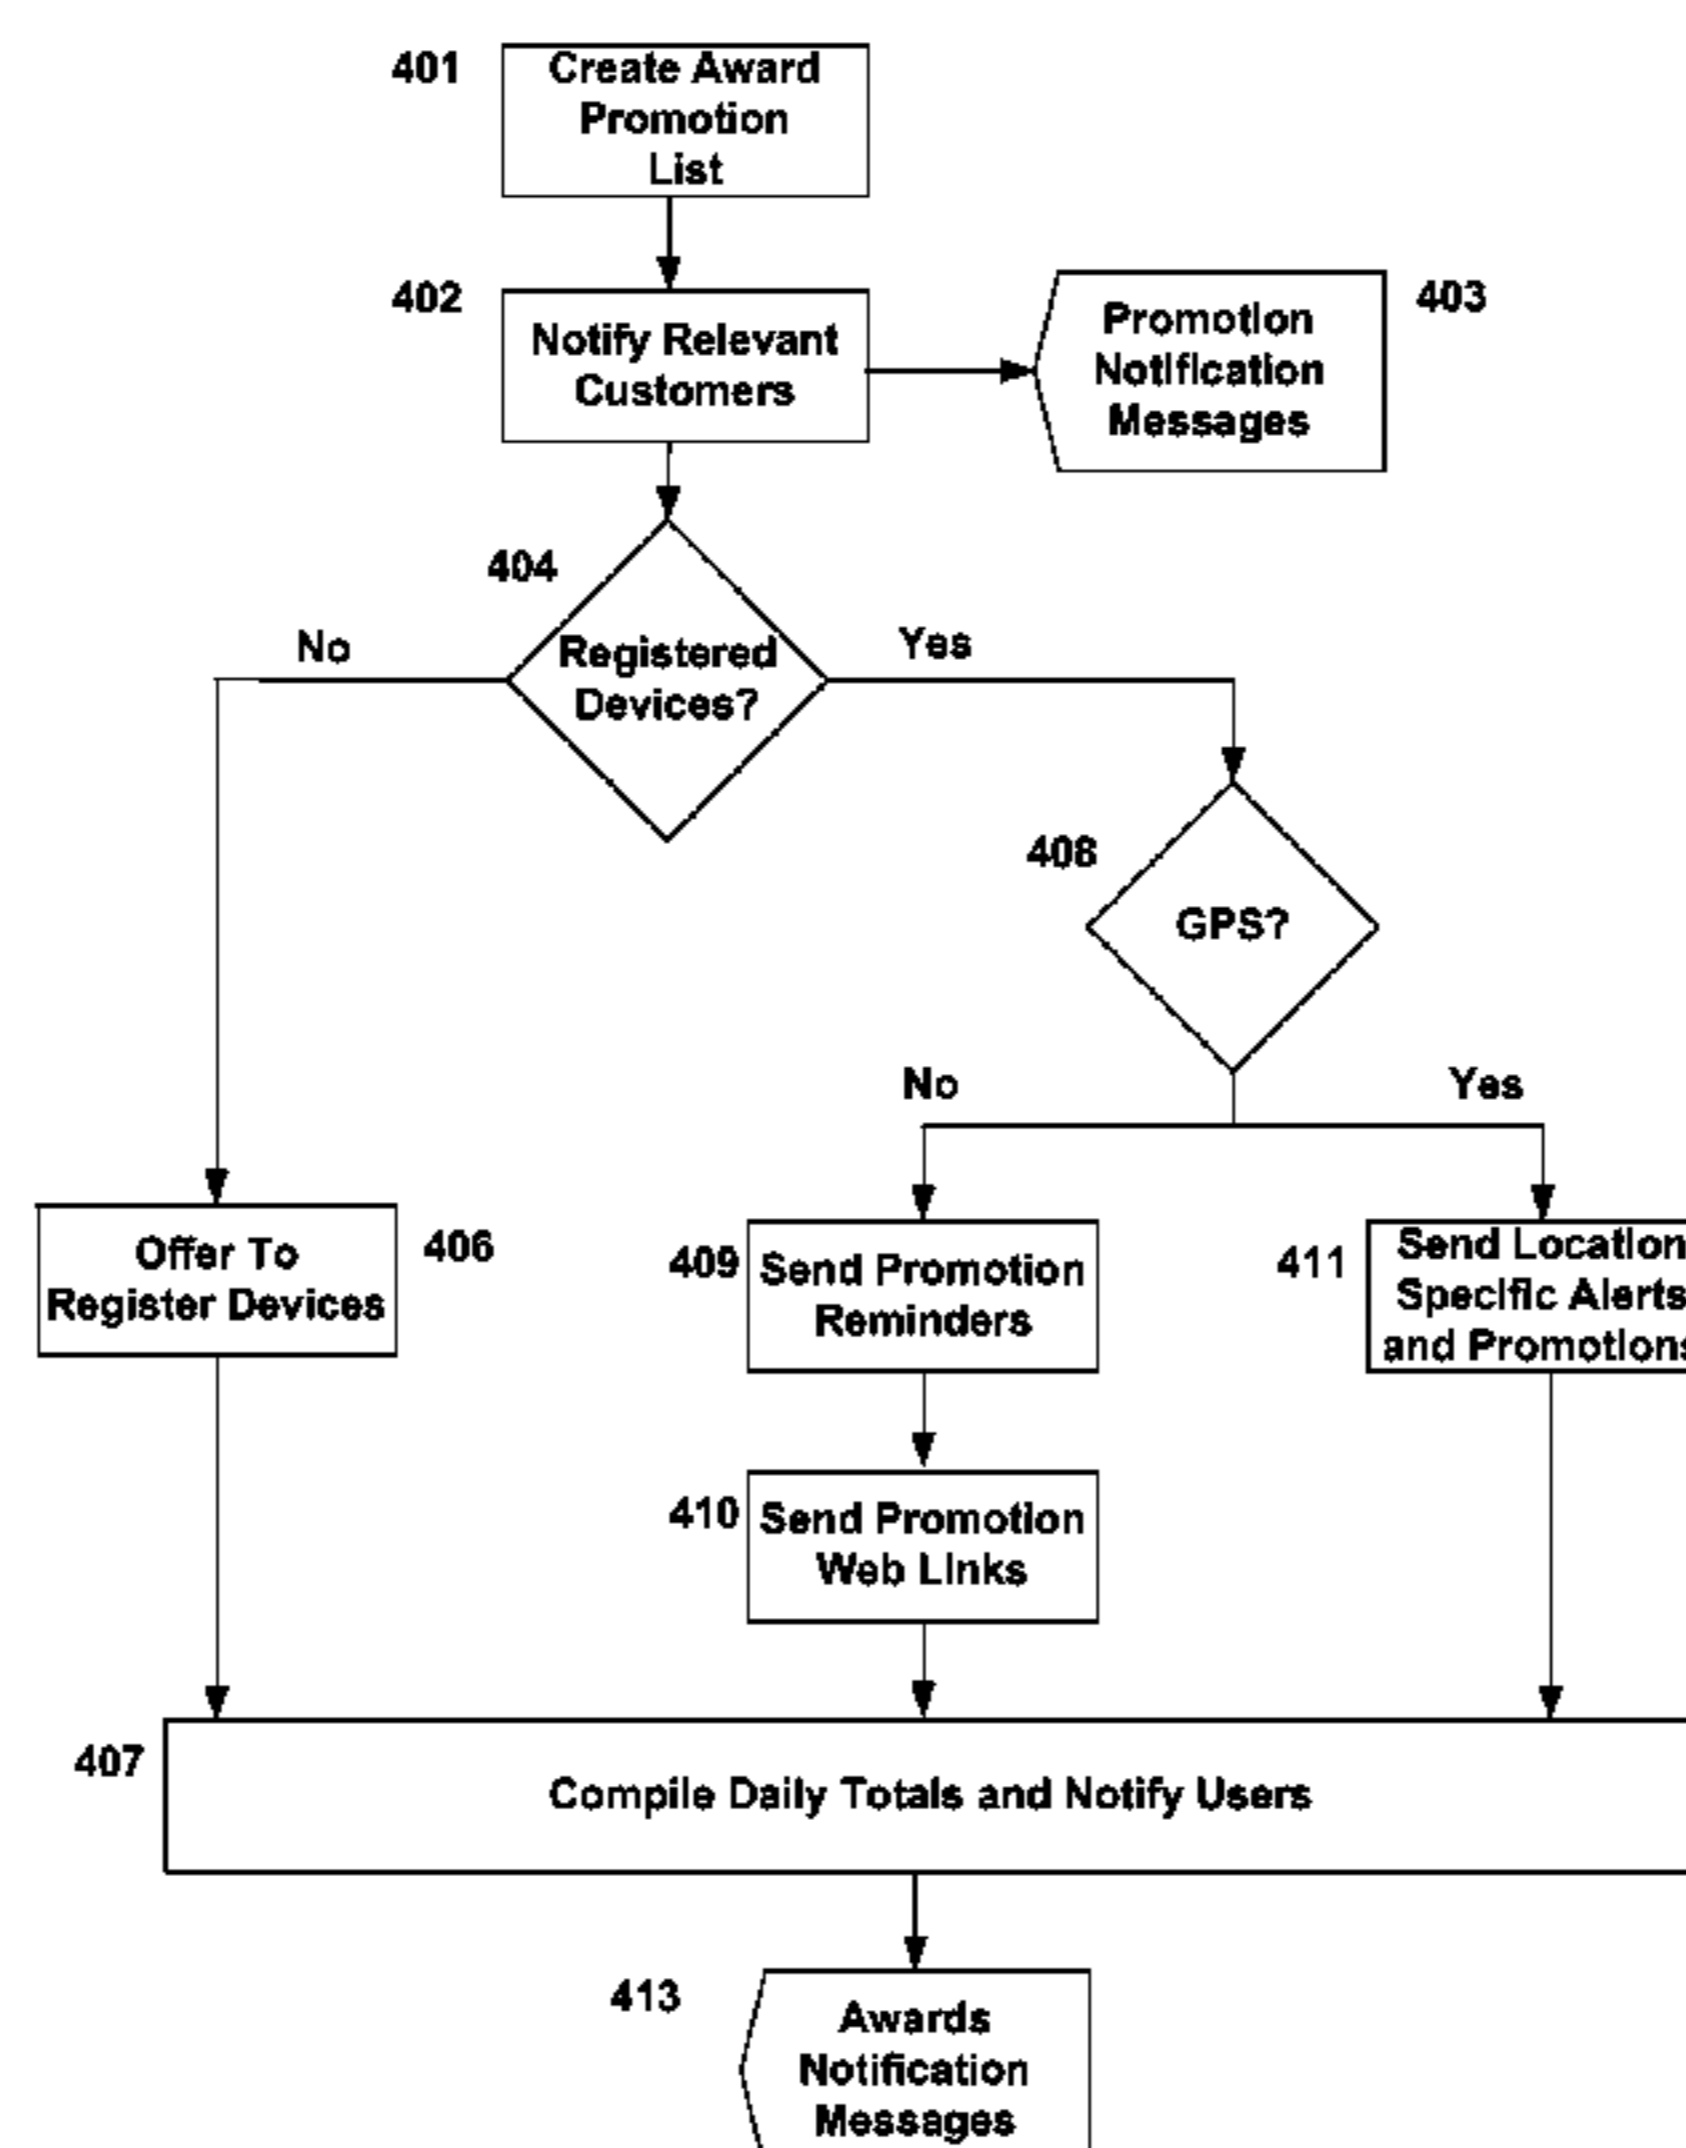 401
Create Award
Promotion
List
402
Notify Relevant
Customers
403
Promotion
Notification
Messages
404
Registered
Devices?
No
Yes
408
GPS?
No
Yes
Offer To
Register Devices
406
409
Send Promotion
Reminders
411
Send Location
Specific Alerts
and Promotions
410
Send Promotion
Web Links
407
Compile Daily Totals and Notify Users
413
Awards
Notification
Messages